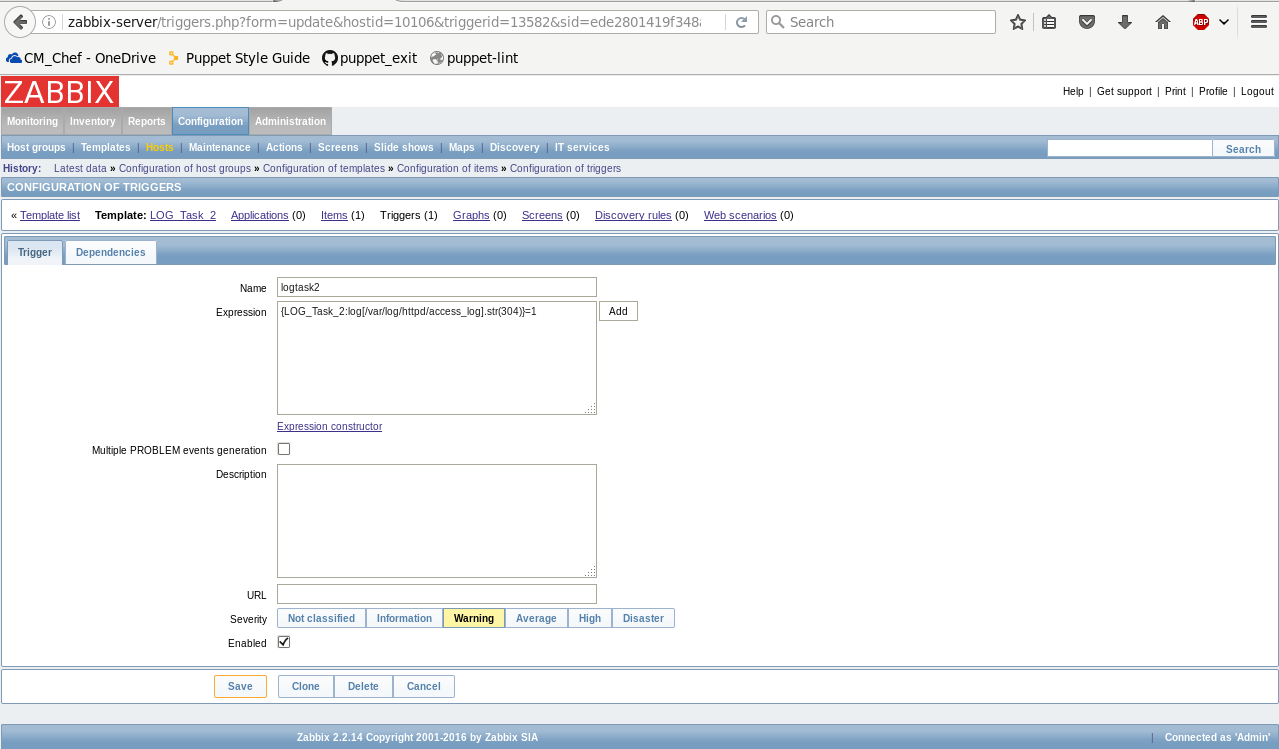 zabbix-server/triggers.php?form=update&hostid=10106&triggerid=13582&sid=ede2801419f348
Search
ABP
CM_Chef - OneDrive Puppet Style Guide puppet_exit puppet-lint
ZABBIX
Help | Get support | Print | Profile | Logout
Monitoring Inventory Reports Configuration Administration
Host groups | Templates | Hosts | Maintenance | Actions | Screens | Slide shows | Maps | Discovery | IT services Search
History: Latest data » Configuration of host groups » Configuration of templates » Configuration of items » Configuration of triggers
CONFIGURATION OF TRIGGERS
« Template list Template: LOG_Task_2 Applications (0) Items (1) Triggers (1) Graphs (0) Screens (0) Discovery rules (0) Web scenarios (0)
Trigger Dependencies
Name logtask2
Expression {LOG_Task_2:log[/var/log/httpd/access_log].str(304)}=1 Add
Expression constructor
Multiple PROBLEM events generation
Description
URL
Severity Not classified Information Warning Average High Disaster
Enabled
Save Clone Delete Cancel
Zabbix 2.2.14 Copyright 2001-2016 by Zabbix SIA | Connected as 'Admin'